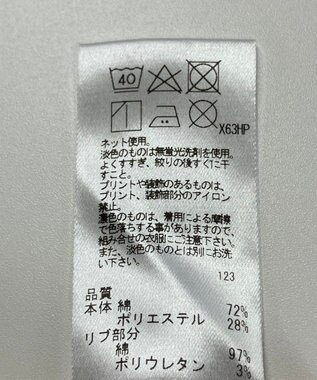 40
X63HP
ネット使用。
淡色のものは無蛍光洗剤を使用。
よくすすぎ、絞りの後すぐに干
すこと。
プリントや装飾のあるものは、
プリント、装飾部分のアイロン
禁止。
濃色のものは、着用による摩擦
で色落ちする事がありますので、
組み合せの衣服にご注意下さい。
また、淡色のものとは別にお洗
い下さい。
123
品質
本体 綿 72%
ポリエステル 28%
リブ部分
綿 97%
ポリウレタン 3%